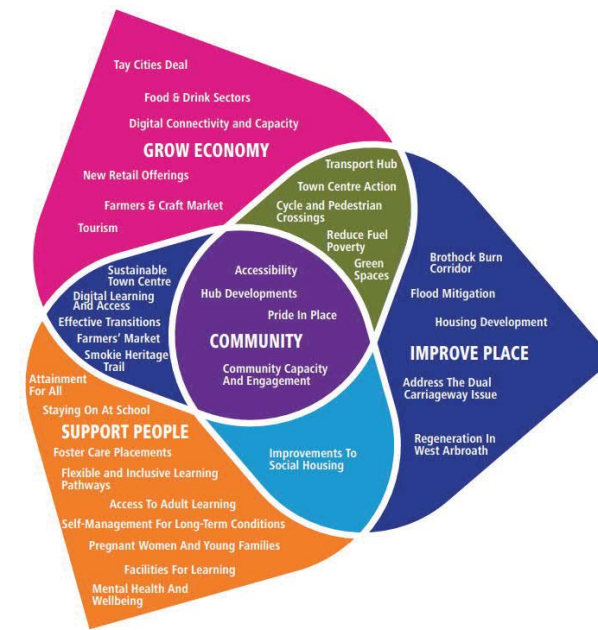 Tay Cities Deal
Food & Drink Sectors
Digital Connectivity and Capacity
GROW ECONOMY
New Retail Offerings
Farmers & Craft Market
Tourism
Transport Hub
Town Centre Action
Cycle and Pedestrian
Crossings
Reduce Fuel
Poverty
Green
Spaces
Sustainable
Town Centre
Digital Learning
And Access
Effective Transitions
Farmers' Market
Smokie Heritage
Trail
Accessibility
Hub Developments
Pride In Place
COMMUNITY
Community Capacity
And Engagement
Brothock Burn
Corridor
Flood Mitigation
Housing Development
IMPROVE PLACE
Address The Dual
Carriageway Issue
Regeneration In
West Arbroath
Attainment
For All
Staying On At School
SUPPORT PEOPLE
Foster Care Placements
Flexible and Inclusive Learning
Pathways
Access To Adult Learning
Self-Management For Long-Term Conditions
Pregnant Women And Young Families
Facilities For Learning
Mental Health And
Wellbeing
Improvements To
Social Housing